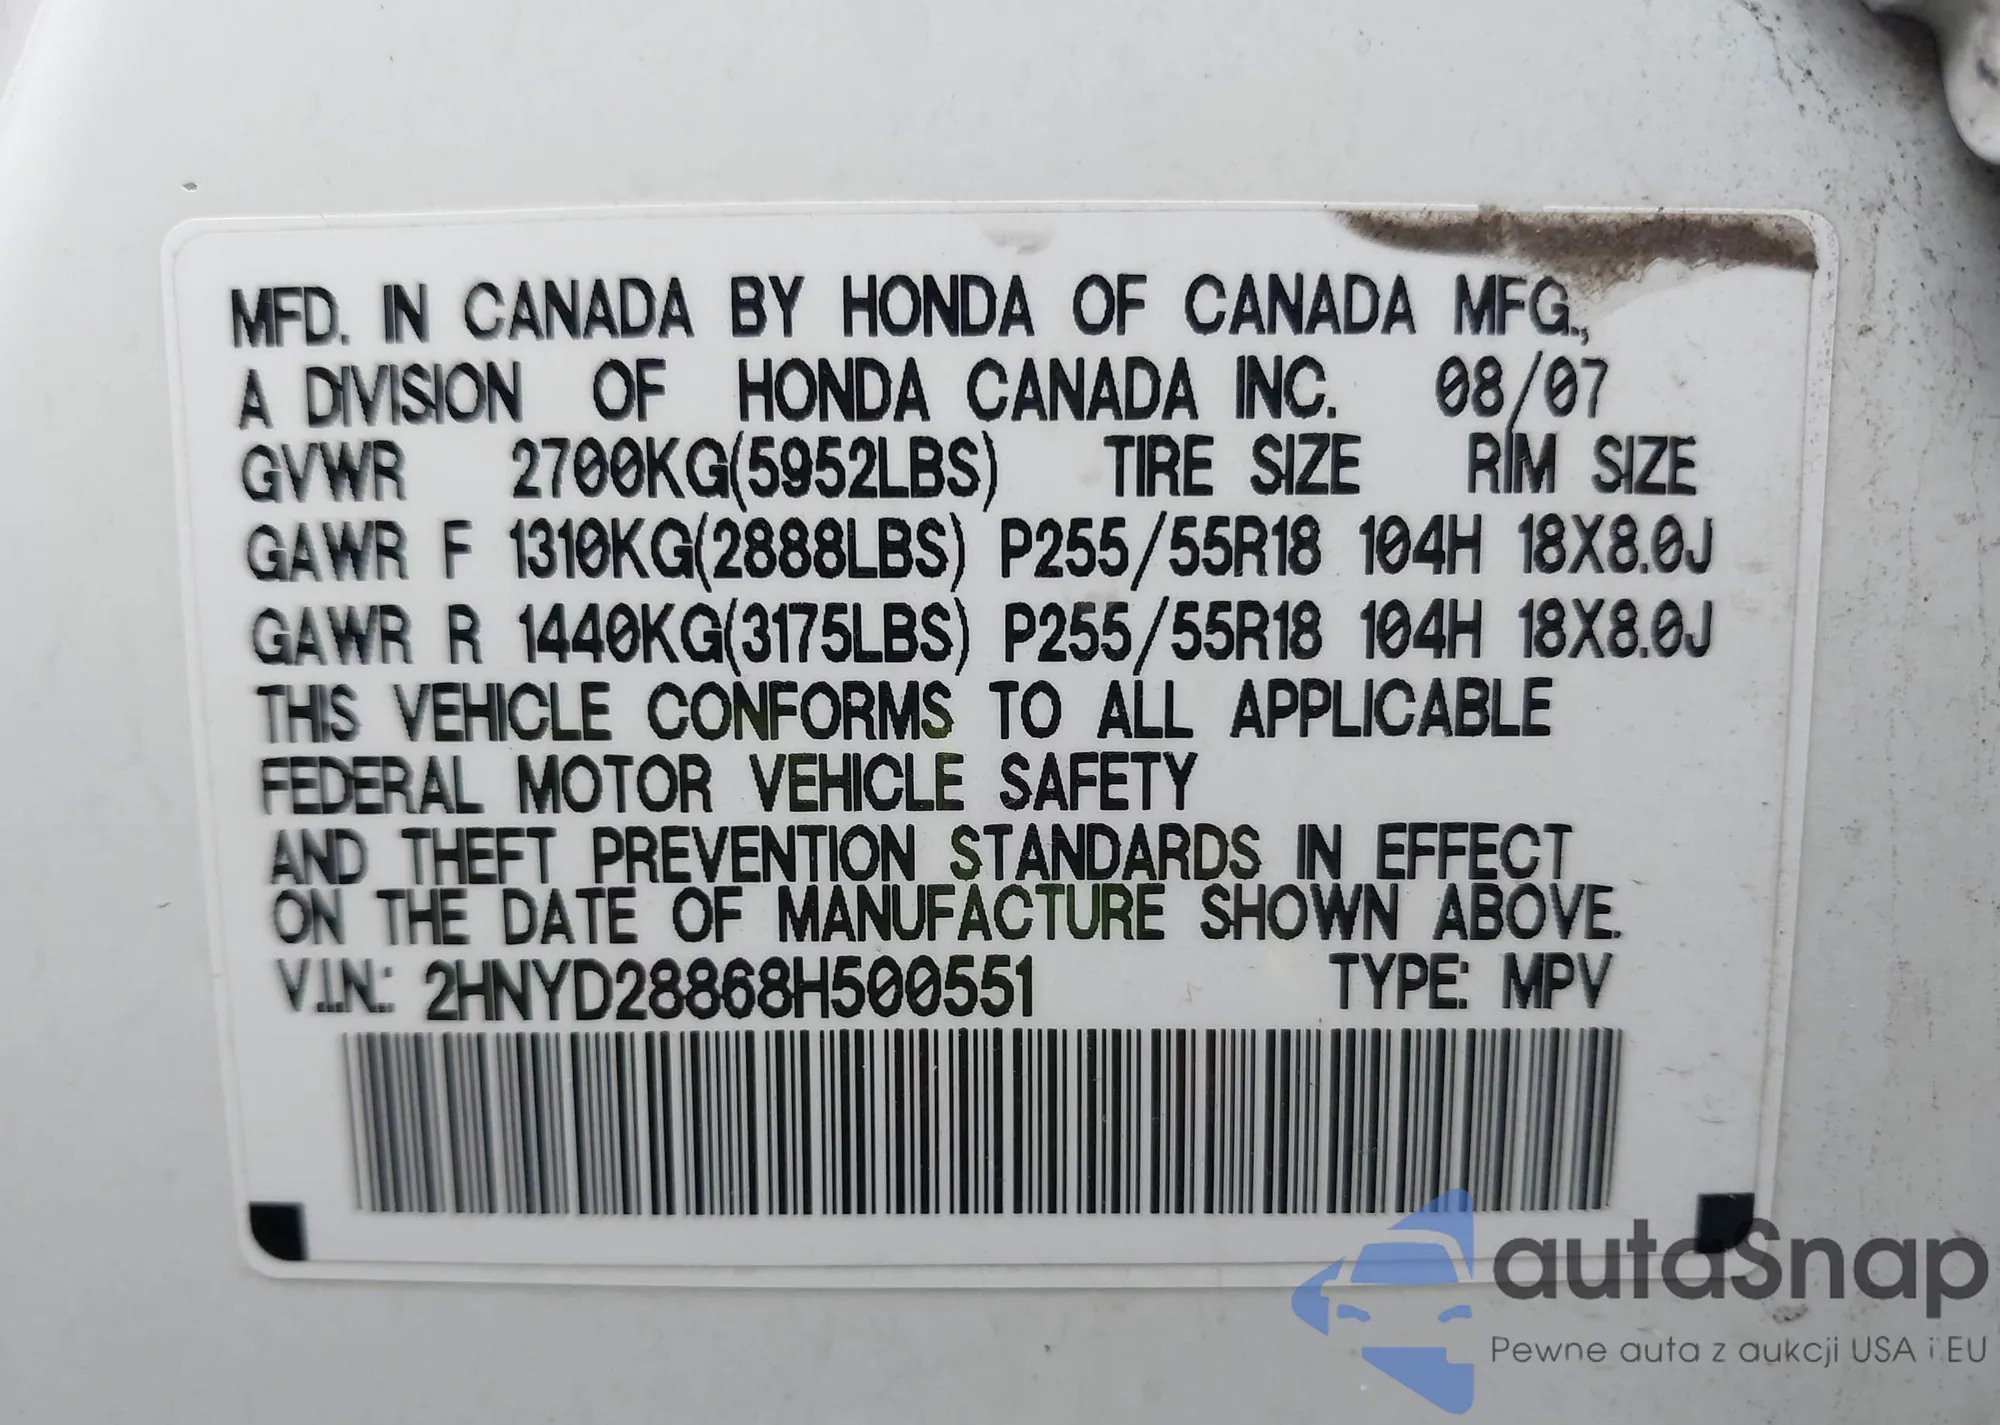 MFD. IN CANADA BY HONDA OF CANADA MFG.,
A DIVISION OF HONDA CANADA INC. 08/07
GVWR 2700KG(5952LBS) TIRE SIZE RIM SIZE
GAWR F 1310KG(2888LBS) P255/55R18 104H 18X8.0J
GAWR R 1440KG(3175LBS) P255/55R18 104H 18X8.0J
THIS VEHICLE CONFORMS TO ALL APPLICABLE
FEDERAL MOTOR VEHICLE SAFETY
AND THEFT PREVENTION STANDARDS IN EFFECT
ON THE DATE OF MANUFACTURE SHOWN ABOVE.
V.I.N.: 2HNYD28868H500551 TYPE: MPV
autoSnap
Pewne auta z aukcji USA i EU